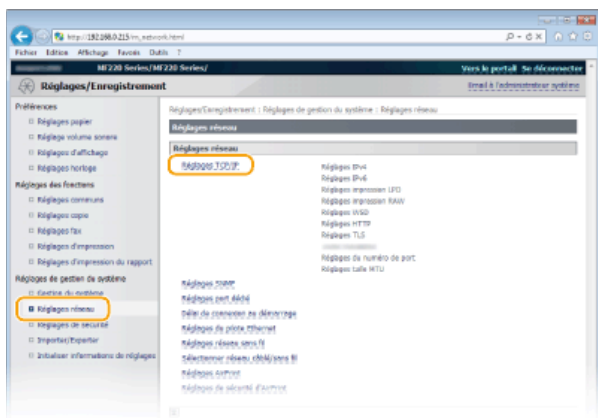 http://192.168.0.215/m_network.html
Fichier Edition Affichage Favoris Outils ?
MF220 Series/MF220 Series/
Vers le portail Se déconnecter
Réglages/Enregistrement
Email à l'administrateur système
Préférences
Réglages papier
Réglage volume sonore
Réglages d'affichage
Réglages horloge
Réglages des fonctions
Réglages communs
Réglages copie
Réglages fax
Réglages d'impression
Réglages d'impression du rapport
Réglages de gestion du système
Gestion du système
Réglages réseau
Réglages de sécurité
Importer/Exporter
Initialiser informations de réglages
Réglages/Enregistrement : Réglages de gestion du système : Réglages réseau
Réglages réseau
Réglages réseau
Réglages TCP/IP
Réglages IPv4
Réglages IPv6
Réglages impression LPD
Réglages impression RAW
Réglages WSD
Réglages HTTP
Réglages TLS
Réglages de numéro de port
Réglages taille MTU
Réglages SNMP
Réglages port dédié
Délai de connexion au démarrage
Réglages du pilote Ethernet
Réglages réseau sans fil
Sélectionner réseau câblé/sans fil
Réglages AirPrint
Réglages de sécurité d'AirPrint